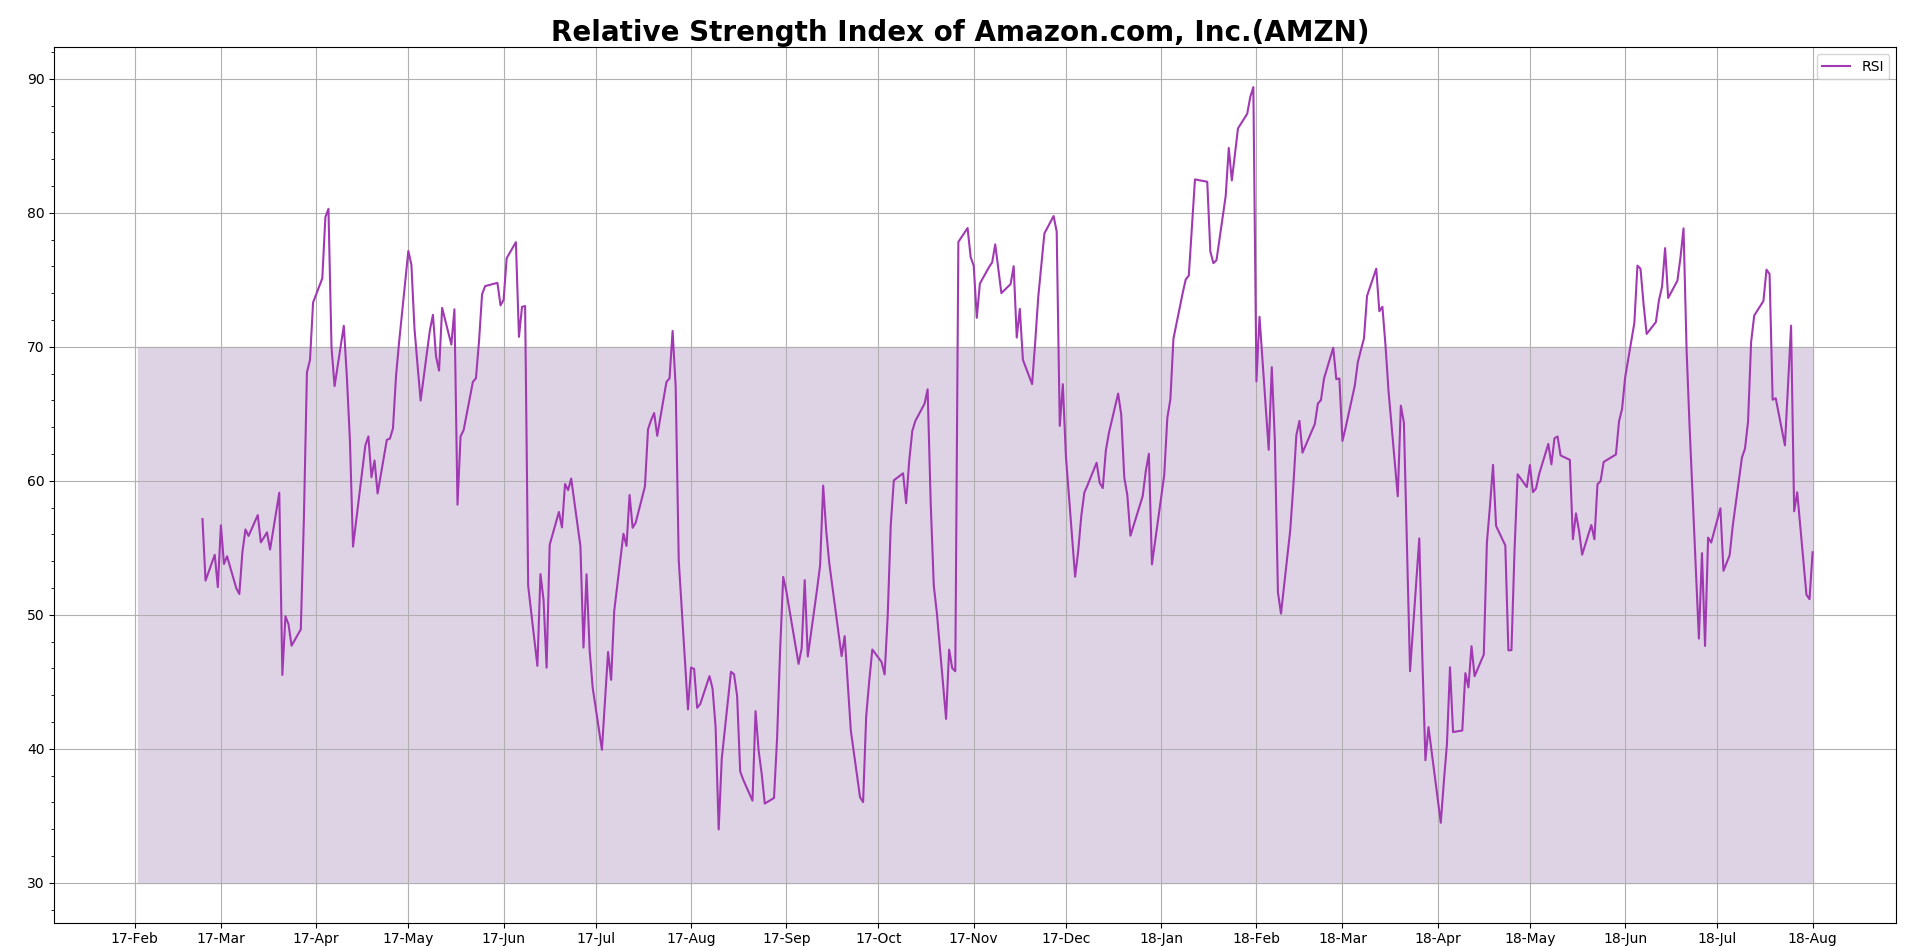 Relative Strength Index of Amazon.com, Inc.(AMZN)
RSI
90
80
70
60
50
40
30
17-Feb 17-Mar 17-Apr 17-May 17-Jun 17-Jul 17-Aug 17-Sep 17-Oct 17-Nov 17-Dec 18-Jan 18-Feb 18-Mar 18-Apr 18-May 18-Jun 18-Jul 18-Aug